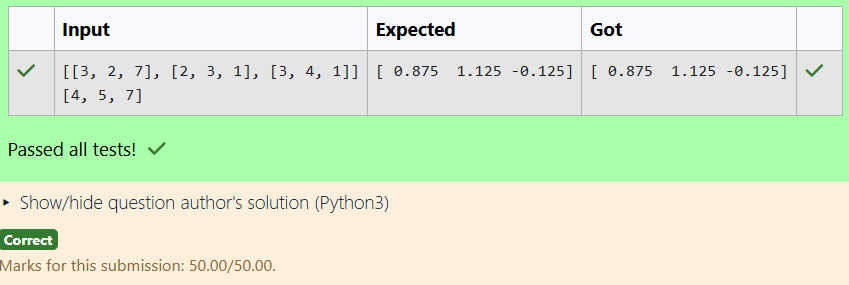 Input Expected Got
[[3, 2, 7], [2, 3, 1], [3, 4, 1]] [ 0.875  1.125 -0.125] [ 0.875  1.125 -0.125]
[4, 5, 7]
Passed all tests!
Show/hide question author's solution (Python3)
Correct
Marks for this submission: 50.00/50.00.